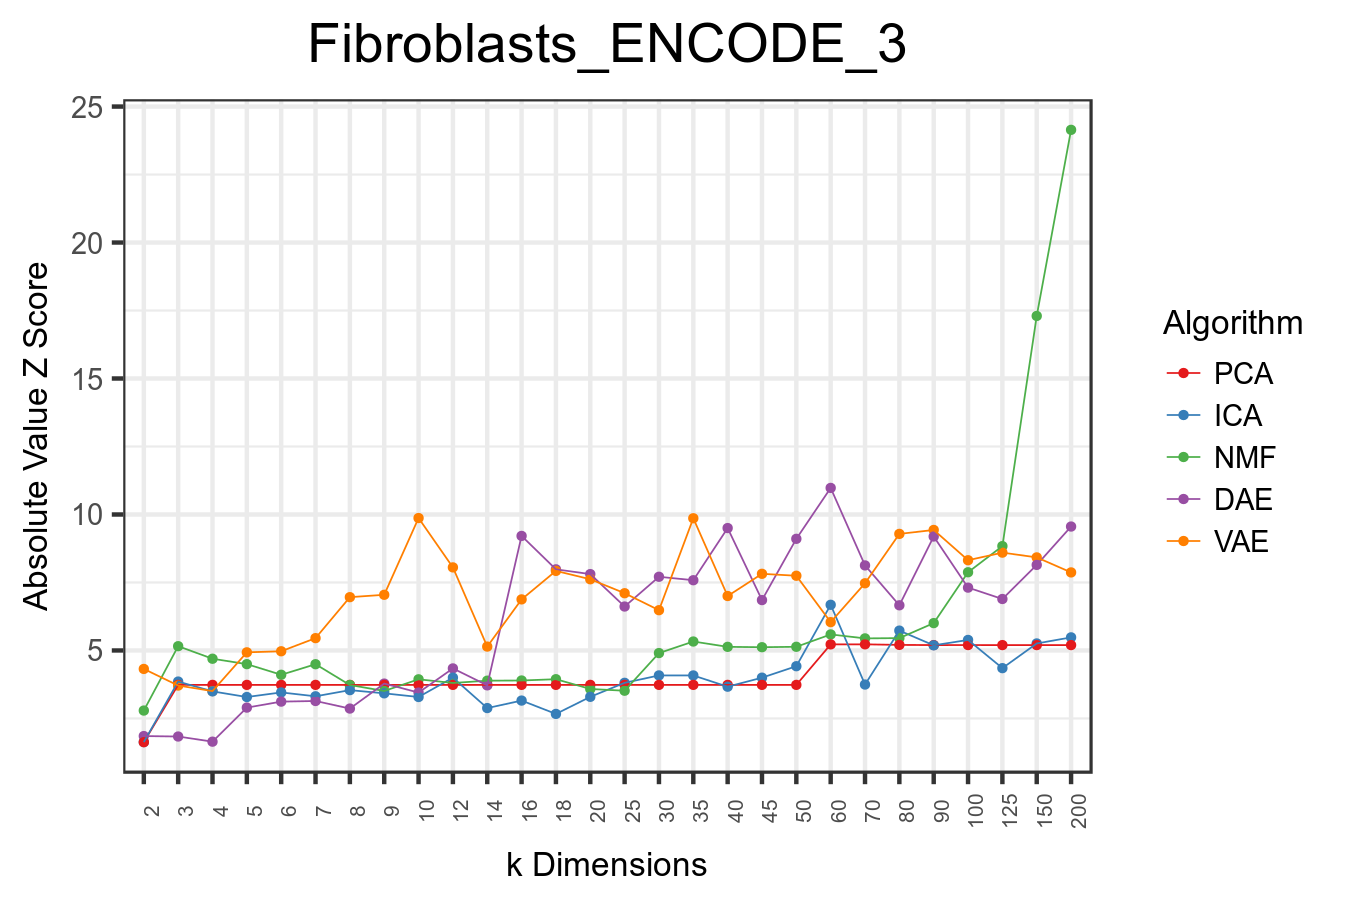 Fibroblasts_ENCODE_3
25
20
15
10
5
Absolute Value Z Score
2 3 4 5 6 7 8 9 10 12 14 16 18 20 25 30 35 40 45 50 60 70 80 90 100 125 150 200
k Dimensions
Algorithm
PCA
ICA
NMF
DAE
VAE